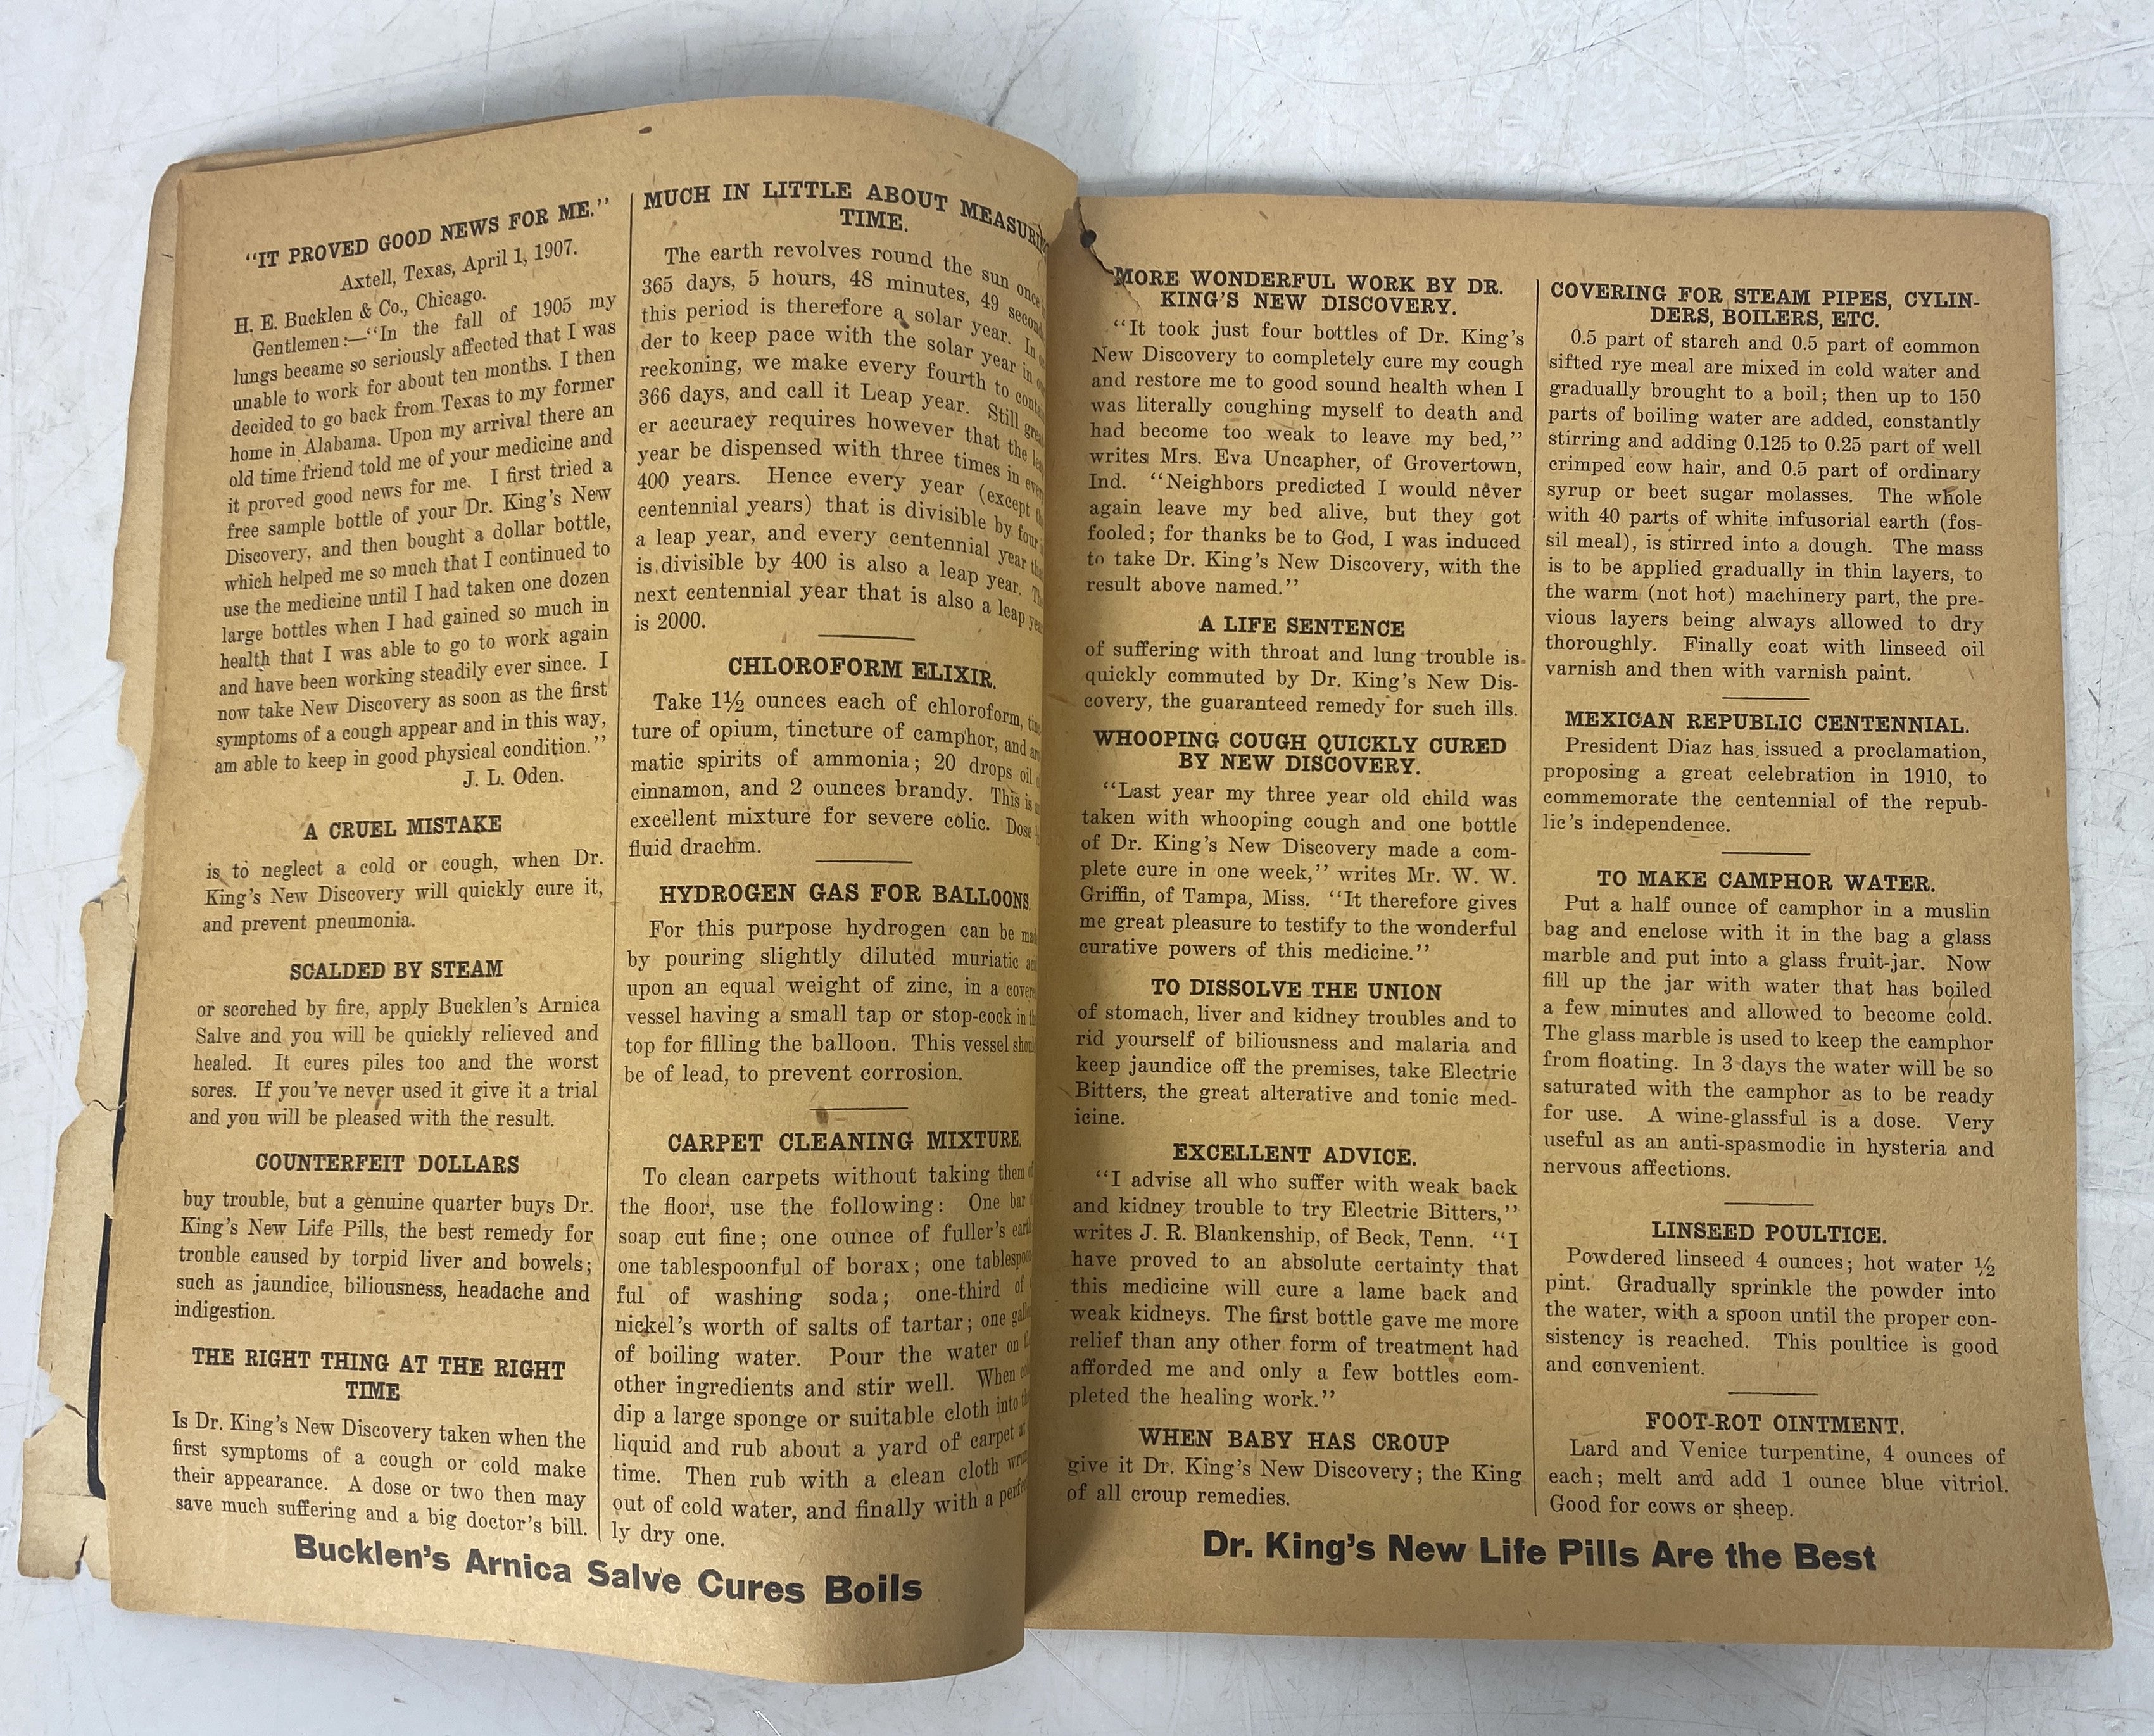 "IT PROVED GOOD NEWS FOR ME."
Axtell, Texas, April 1, 1907.
H. E. Bucklen & Co., Chicago.
Gentlemen:—"In the fall of 1905 my
lungs became so seriously affected that I was
unable to work for about ten months. I then
decided to go back from Texas to my former
home in Alabama. Upon my arrival there an
old time friend told me of your medicine and
it proved good news for me. I first tried a
free sample bottle of your Dr. King's New
Discovery, and then bought a dollar bottle,
which helped me so much that I continued to
use the medicine until I had taken one dozen
large bottles when I had gained so much in
health that I was able to go to work again
and have been working steadily ever since. I
now take New Discovery as soon as the first
symptoms of a cough appear and in this way,
am able to keep in good physical condition."
J. L. Oden.
A CRUEL MISTAKE
is to neglect a cold or cough, when Dr.
King's New Discovery will quickly cure it,
and prevent pneumonia.
SCALDED BY STEAM
or scorched by fire, apply Bucklen's Arnica
Salve and you will be quickly relieved and
healed. It cures piles too and the worst
sores. If you've never used it give it a trial
and you will be pleased with the result.
COUNTERFEIT DOLLARS
buy trouble, but a genuine quarter buys Dr.
King's New Life Pills, the best remedy for
trouble caused by torpid liver and bowels;
such as jaundice, biliousness, headache and
indigestion.
THE RIGHT THING AT THE RIGHT
TIME
Is Dr. King's New Discovery taken when the
first symptoms of a cough or cold make
their appearance. A dose or two then may
save much suffering and a big doctor's bill.
MUCH IN LITTLE ABOUT MEASURING
TIME.
The earth revolves round the sun once
365 days, 5 hours, 48 minutes, 49 seconds,
this period is therefore a solar year. In
der to keep pace with the solar year in
reckoning, we make every fourth to contain
366 days, and call it Leap year. Still great
er accuracy requires however that the leap
year be dispensed with three times in every
400 years. Hence every year (except the
centennial years) that is divisible by four is
a leap year, and every centennial year that
is divisible by 400 is also a leap year. The
next centennial year that is also a leap year
is 2000.
CHLOROFORM ELIXIR.
Take 1½ ounces each of chloroform, tinc
ture of opium, tincture of camphor, and aro
matic spirits of ammonia; 20 drops oil of
cinnamon, and 2 ounces brandy. This is an
excellent mixture for severe colic. Dose
fluid drachm.
HYDROGEN GAS FOR BALLOONS.
For this purpose hydrogen can be made
by pouring slightly diluted muriatic acid
upon an equal weight of zinc, in a covered
vessel having a small tap or stop-cock in the
top for filling the balloon. This vessel should
be of lead, to prevent corrosion.
CARPET CLEANING MIXTURE.
To clean carpets without taking them off
the floor, use the following: One bar of
soap cut fine; one ounce of fuller's earth
one tablespoonful of borax; one tablespoon
ful of washing soda; one-third of a
nickel's worth of salts of tartar; one gallon
of boiling water. Pour the water on the
other ingredients and stir well. When cool
dip a large sponge or suitable cloth into the
liquid and rub about a yard of carpet at a
time. Then rub with a clean cloth wrung
out of cold water, and finally with a perfect
ly dry one.
Bucklen's Arnica Salve Cures Boils
MORE WONDERFUL WORK BY DR.
KING'S NEW DISCOVERY.
"It took just four bottles of Dr. King's
New Discovery to completely cure my cough
and restore me to good sound health when I
was literally coughing myself to death and
had become too weak to leave my bed,"
writes Mrs. Eva Uncapher, of Grovertown,
Ind. "Neighbors predicted I would never
again leave my bed alive, but they got
fooled; for thanks be to God, I was induced
to take Dr. King's New Discovery, with the
result above named."
A LIFE SENTENCE
of suffering with throat and lung trouble is
quickly commuted by Dr. King's New Dis-
covery, the guaranteed remedy for such ills.
WHOOPING COUGH QUICKLY CURED
BY NEW DISCOVERY.
"Last year my three year old child was
taken with whooping cough and one bottle
of Dr. King's New Discovery made a com-
plete cure in one week," writes Mr. W. W.
Griffin, of Tampa, Miss. "It therefore gives
me great pleasure to testify to the wonderful
curative powers of this medicine."
TO DISSOLVE THE UNION
of stomach, liver and kidney troubles and to
rid yourself of biliousness and malaria and
keep jaundice off the premises, take Electric
Bitters, the great alterative and tonic med-
icine.
EXCELLENT ADVICE.
"I advise all who suffer with weak back
and kidney trouble to try Electric Bitters,"
writes J. R. Blankenship, of Beck, Tenn. "I
have proved to an absolute certainty that
this medicine will cure a lame back and
weak kidneys. The first bottle gave me more
relief than any other form of treatment had
afforded me and only a few bottles com-
pleted the healing work."
WHEN BABY HAS CROUP
give it Dr. King's New Discovery; the King
of all croup remedies.
COVERING FOR STEAM PIPES, CYLIN-
DERS, BOILERS, ETC.
0.5 part of starch and 0.5 part of common
sifted rye meal are mixed in cold water and
gradually brought to a boil; then up to 150
parts of boiling water are added, constantly
stirring and adding 0.125 to 0.25 part of well
crimped cow hair, and 0.5 part of ordinary
syrup or beet sugar molasses. The whole
with 40 parts of white infusorial earth (fos-
sil meal), is stirred into a dough. The mass
is to be applied gradually in thin layers, to
the warm (not hot) machinery part, the pre-
vious layers being always allowed to dry
thoroughly. Finally coat with linseed oil
varnish and then with varnish paint.
MEXICAN REPUBLIC CENTENNIAL.
President Diaz has issued a proclamation,
proposing a great celebration in 1910, to
commemorate the centennial of the repub-
lic's independence.
TO MAKE CAMPHOR WATER.
Put a half ounce of camphor in a muslin
bag and enclose with it in the bag a glass
marble and put into a glass fruit-jar. Now
fill up the jar with water that has boiled
a few minutes and allowed to become cold.
The glass marble is used to keep the camphor
from floating. In 3 days the water will be so
saturated with the camphor as to be ready
for use. A wine-glassful is a dose. Very
useful as an anti-spasmodic in hysteria and
nervous affections.
LINSEED POULTICE.
Powdered linseed 4 ounces; hot water ½
pint. Gradually sprinkle the powder into
the water, with a spoon until the proper con-
sistency is reached. This poultice is good
and convenient.
FOOT-ROT OINTMENT.
Lard and Venice turpentine, 4 ounces of
each; melt and add 1 ounce blue vitriol.
Good for cows or sheep.
Dr. King's New Life Pills Are the Best